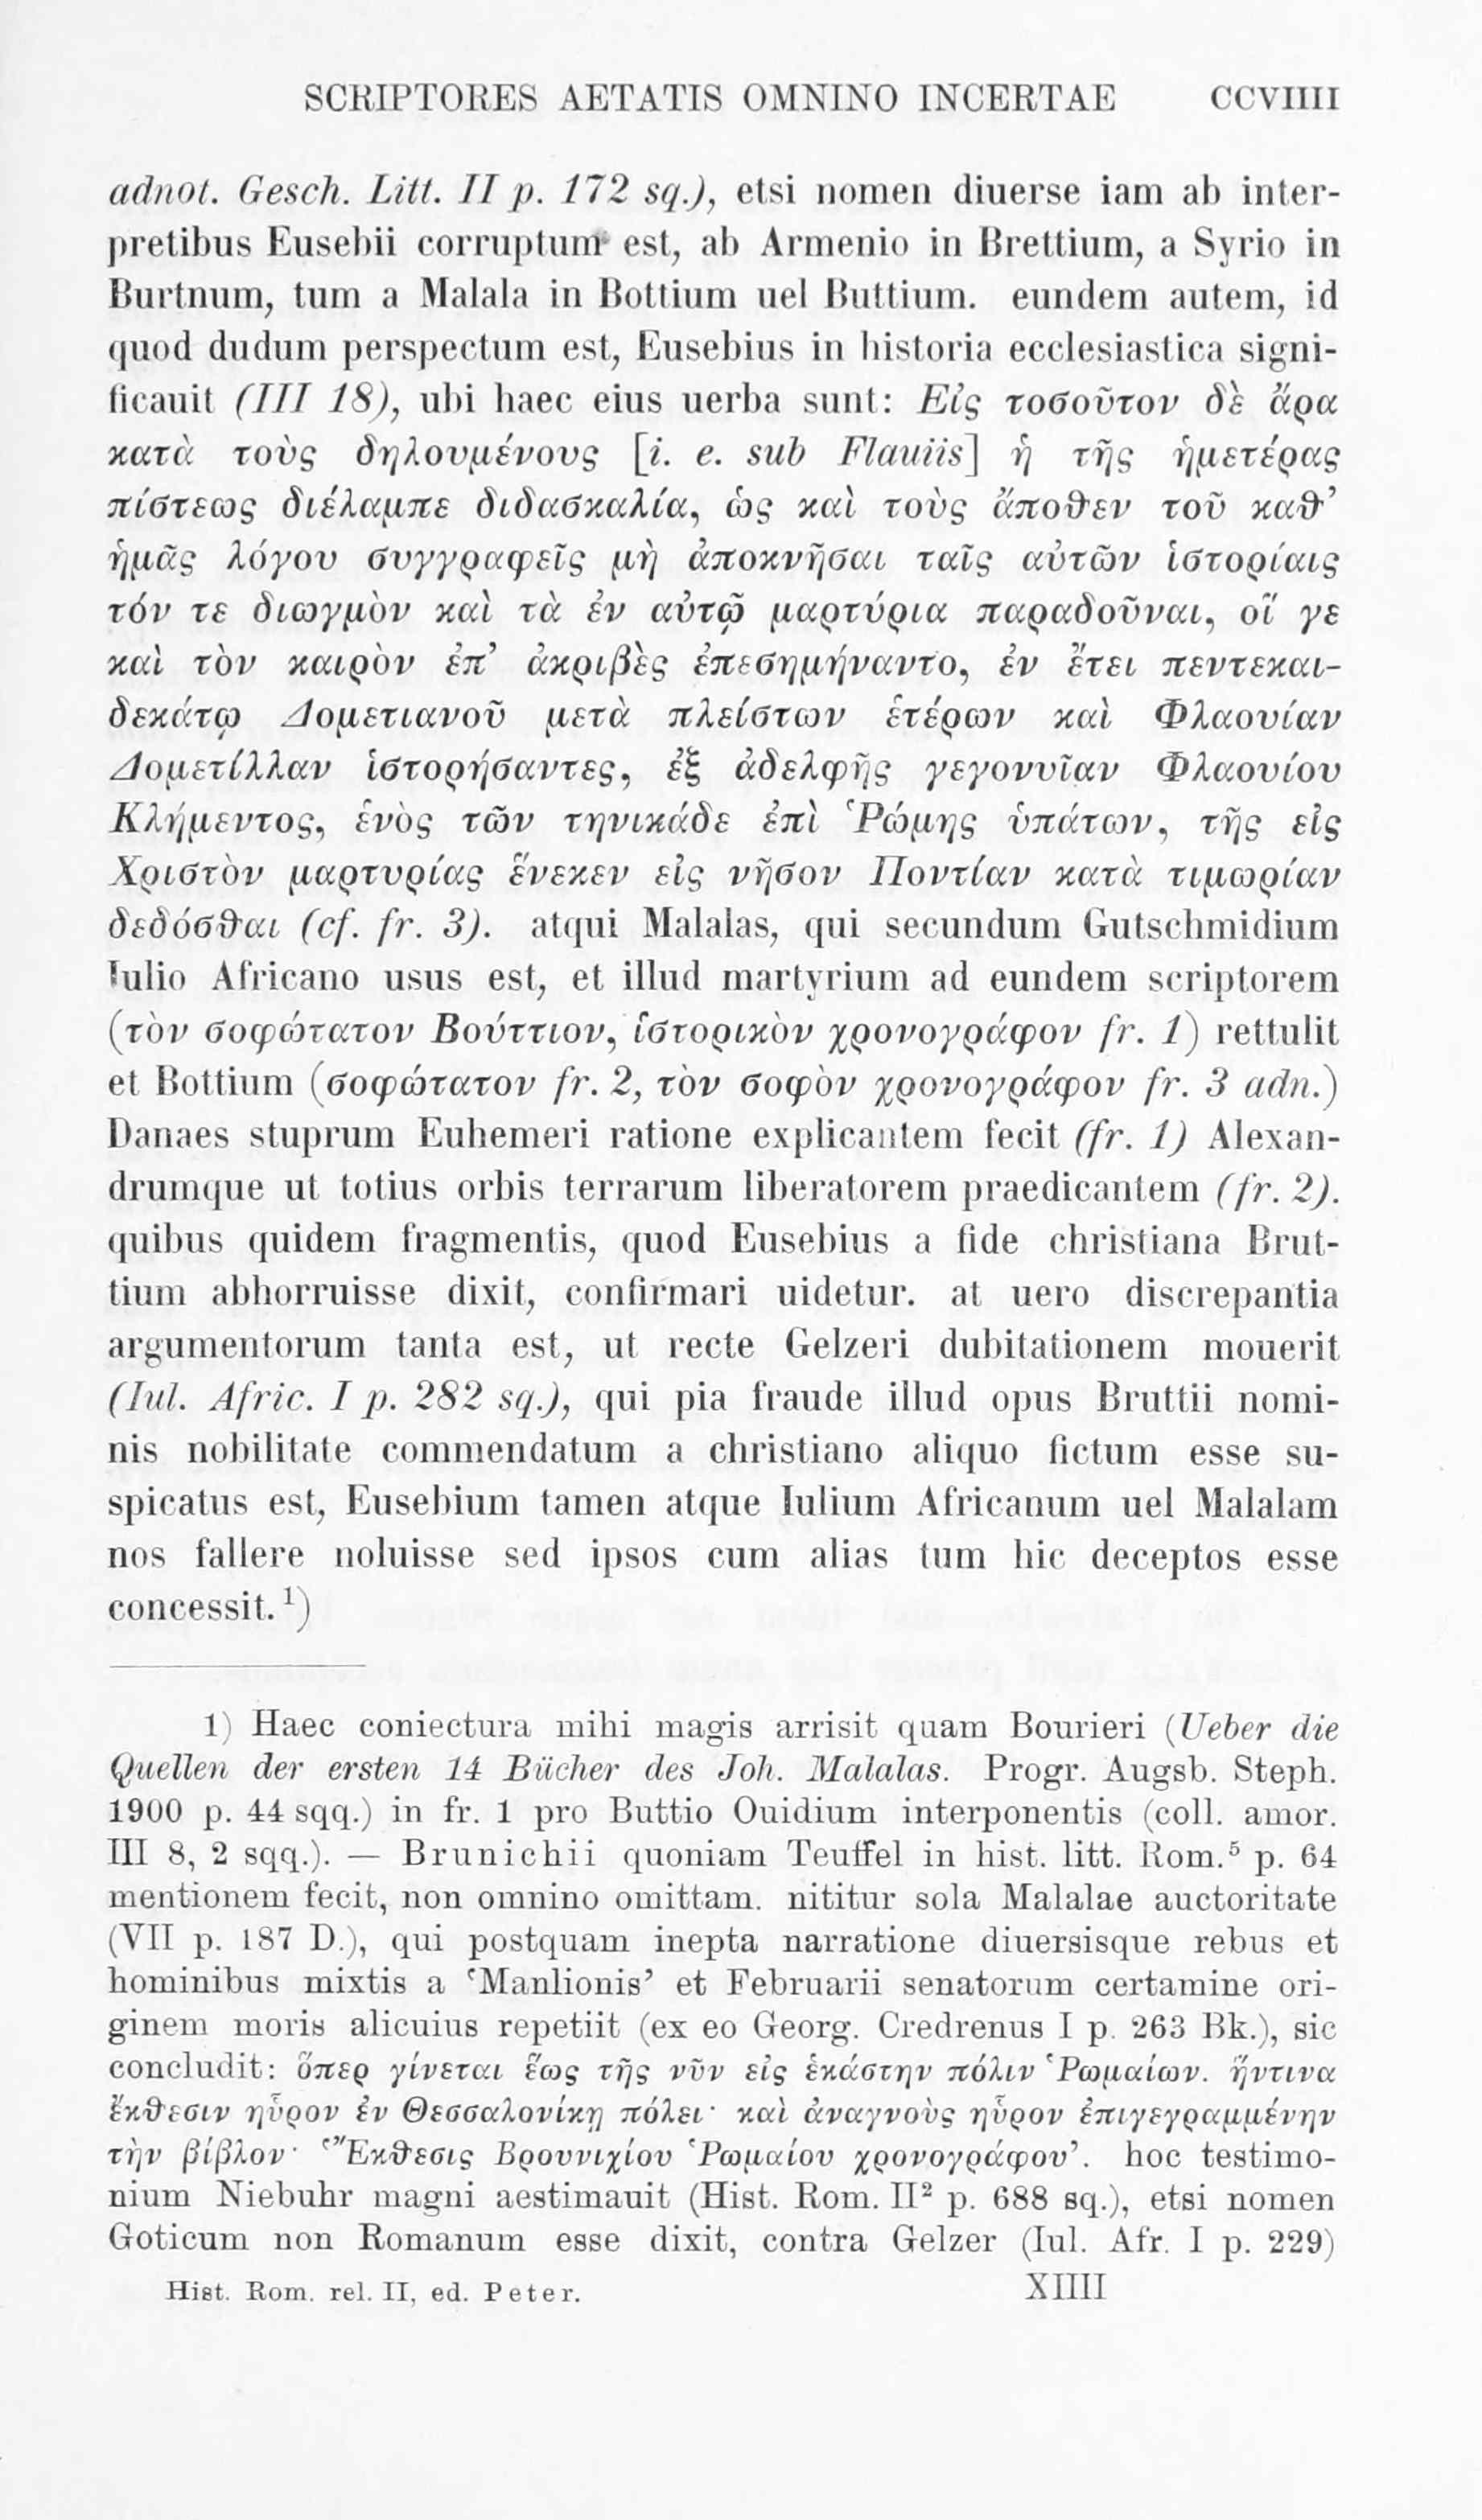 SCRIPTORES AETATIS OMNINO INCERTAE CCVIIII
adnot. Gesch. Litt. II p. 172 sq.), etsi nomen diuerse iam ab inter-
pretibus Eusebii corruptum est, ab Armenio in Brettium, a Syrio in
Burtnum, tum a Malala in Bottium uel Buttium. eundem autem, id
quod dudum perspectum est, Eusebius in historia ecclesiastica signi-
ficauit (III 18), ubi haec eius uerba sunt: Εἰς τοσοῦτον δὲ ἄρα
κατὰ τοὺς δηλουμένους [i. e. sub Flauiis] ἡ τῆς ἡμετέρας
πίστεως διέλαμπε διδασκαλία, ὡς καὶ τοὺς ἄποθεν τοῦ καθ’
ἡμᾶς λόγου συγγραφεῖς μὴ ἀποκνῆσαι ταῖς αὐτῶν ἱστορίαις
τόν τε διωγμὸν καὶ τὰ ἐν αὐτῷ μαρτύρια παραδοῦναι, οἵ γε
καὶ τὸν καιρὸν ἐπ’ ἀκριβὲς ἐπεσημήναντο, ἐν ἔτει πεντεκαι-
δεκάτῳ Δομετιανοῦ μετὰ πλείστων ἑτέρων καὶ Φλαουίαν
Δομετίλλαν ἱστορήσαντες, ἐξ ἀδελφῆς γεγονυῖαν Φλαουίου
Κλήμεντος, ἑνὸς τῶν τηνικάδε ἐπὶ Ῥώμης ὑπάτων, τῆς εἰς
Χριστὸν μαρτυρίας ἕνεκεν εἰς νῆσον Ποντίαν κατὰ τιμωρίαν
δεδόσθαι (cf. fr. 3). atqui Malalas, qui secundum Gutschmidium
Iulio Africano usus est, et illud martyrium ad eundem scriptorem
(τὸν σοφώτατον Βούττιον, ἱστορικὸν χρονογράφον fr. 1) rettulit
et Bottium (σοφώτατον fr. 2, τὸν σοφὸν χρονογράφον fr. 3 adn.)
Danaes stuprum Euhemeri ratione explicantem fecit (fr. 1) Alexan-
drumque ut totius orbis terrarum liberatorem praedicantem (fr. 2).
quibus quidem fragmentis, quod Eusebius a fide christiana Brut-
tium abhorruisse dixit, confirmari uidetur. at uero discrepantia
argumentorum tanta est, ut recte Gelzeri dubitationem mouerit
(Iul. Afric. I p. 282 sq.), qui pia fraude illud opus Bruttii nomi-
nis nobilitate commendatum a christiano aliquo fictum esse su-
spicatus est, Eusebium tamen atque Iulium Africanum uel Malalam
nos fallere noluisse sed ipsos cum alias tum hic deceptos esse
concessit.¹)
1) Haec coniectura mihi magis arrisit quam Bourieri (Ueber die
Quellen der ersten 14 Bücher des Joh. Malalas. Progr. Augsb. Steph.
1900 p. 44 sqq.) in fr. 1 pro Buttio Ouidium interponentis (coll. amor.
III 8, 2 sqq.). — Brunichii quoniam Teuffel in hist. litt. Rom.⁵ p. 64
mentionem fecit, non omnino omittam. nititur sola Malalae auctoritate
(VII p. 187 D.), qui postquam inepta narratione diuersisque rebus et
hominibus mixtis a ‘Manlionis’ et Februarii senatorum certamine ori-
ginem moris alicuius repetiit (ex eo Georg. Credrenus I p. 263 Bk.), sic
concludit: ὅπερ γίνεται ἕως τῆς νῦν εἰς ἑκάστην πόλιν Ῥωμαίων. ἥντινα
ἔκθεσιν ηὗρον ἐν Θεσσαλονίκῃ πόλει· καὶ ἀναγνοὺς ηὗρον ἐπιγεγραμμένην
τὴν βίβλον· ‘Ἔκθεσις Βρουνιχίου Ῥωμαίου χρονογράφου’. hoc testimo-
nium Niebuhr magni aestimauit (Hist. Rom. II² p. 688 sq.), etsi nomen
Goticum non Romanum esse dixit, contra Gelzer (Iul. Afr. I p. 229)
Hist. Rom. rel. II, ed. Peter. XIIII